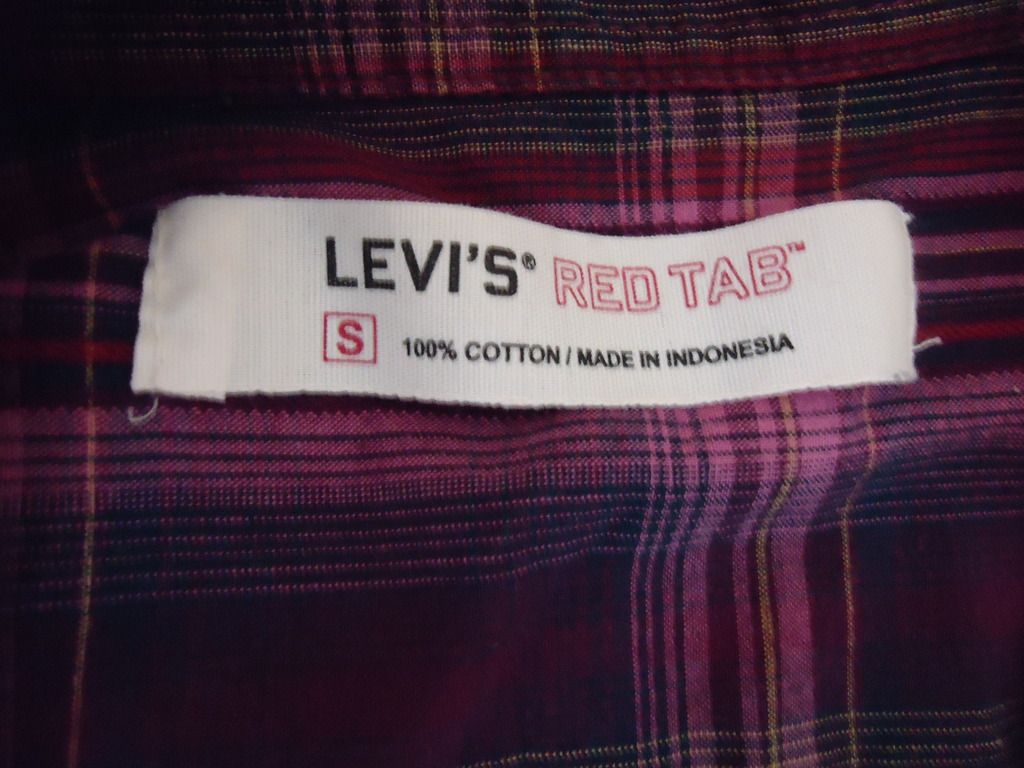 LEVI'S® RED TAB™
S 100% COTTON / MADE IN INDONESIA